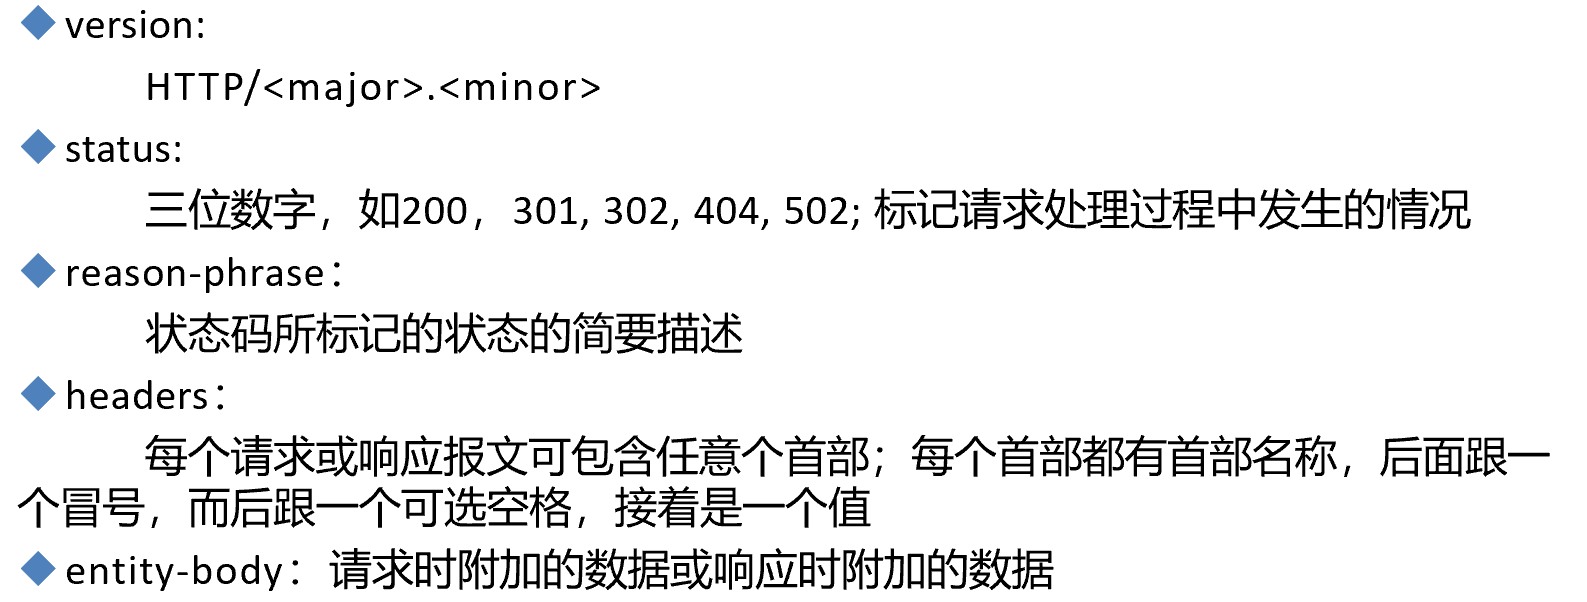 ◆ version:
HTTP/<major>.<minor>
◆ status:
三位数字，如200，301, 302, 404, 502; 标记请求处理过程中发生的情况
◆ reason-phrase：
状态码所标记的状态的简要描述
◆ headers：
每个请求或响应报文可包含任意个首部；每个首部都有首部名称，后面跟一
个冒号，而后跟一个可选空格，接着是一个值
◆ entity-body：请求时附加的数据或响应时附加的数据